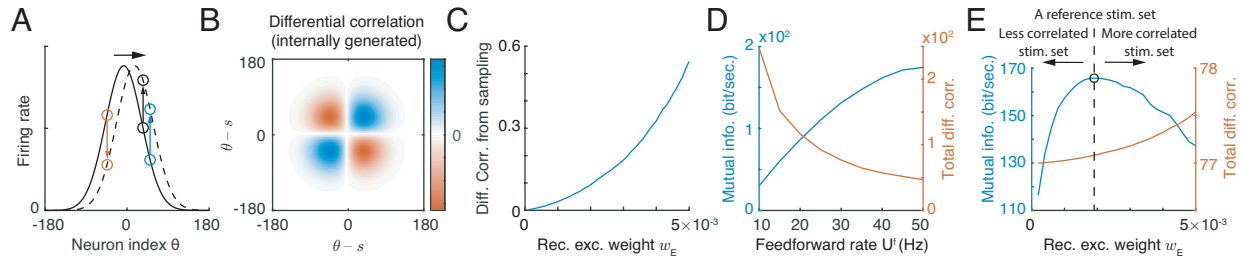 A
Firing rate
0
-180
0
180
Neuron index θ
B
Differential correlation
(internally generated)
180
0
-180
θ – s
-180
0
180
θ – s
0
C
Diff. Corr. from sampling
0.6
0.3
0
0
5×10⁻³
Rec. exc. weight w_E
D
×10²
2
1
0
Mutual info. (bit/sec.)
10
20
30
40
50
Feedforward rate Uᶠ (Hz)
×10²
2
1
0
Total diff. corr.
E
A reference stim. set
Less correlated
stim. set
More correlated
stim. set
170
150
130
110
Mutual info. (bit/sec.)
0
5×10⁻³
Rec. exc. weight w_E
78
77
Total diff. corr.